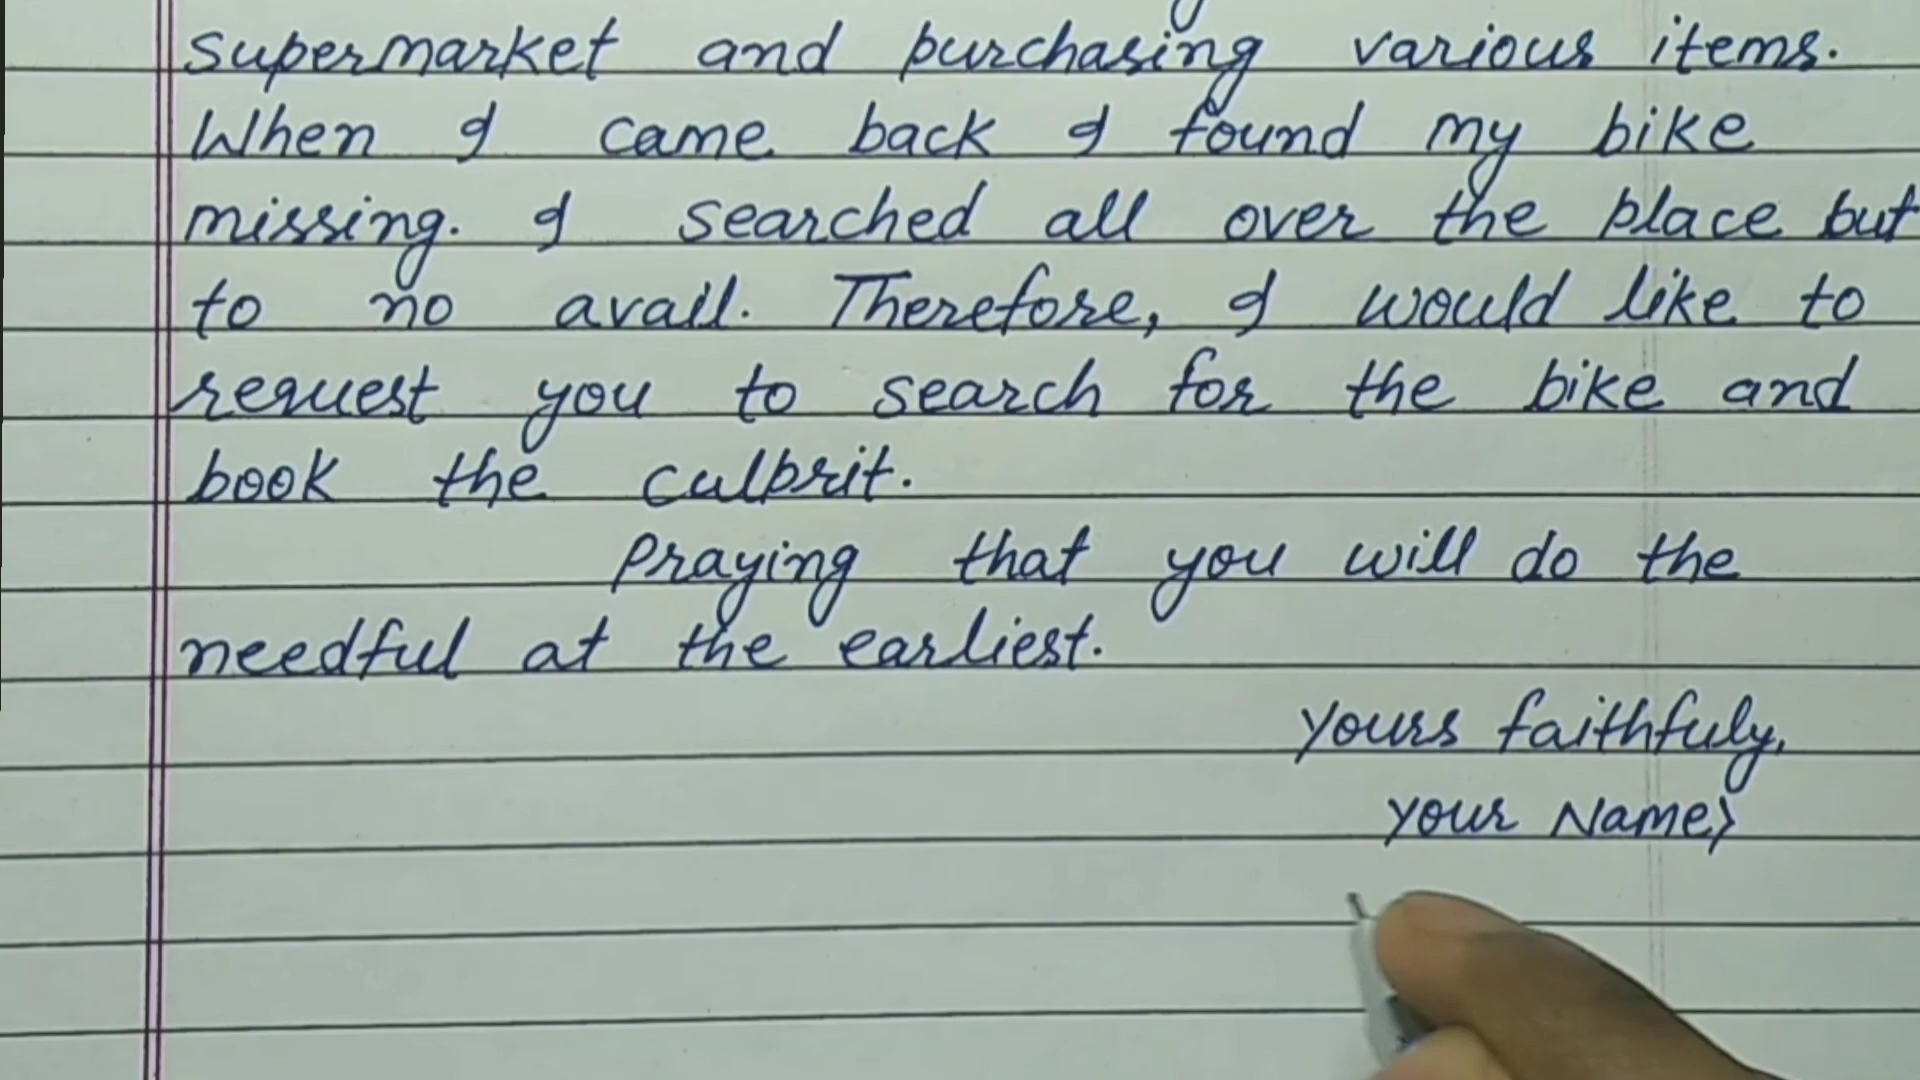 supermarket and purchasing various items.
When I came back I found my bike
missing. I searched all over the place but
to no avail. Therefore, I would like to
request you to search for the bike and
book the culprit.
Praying that you will do the
needful at the earliest.
Yours faithfuly,
Your Name>